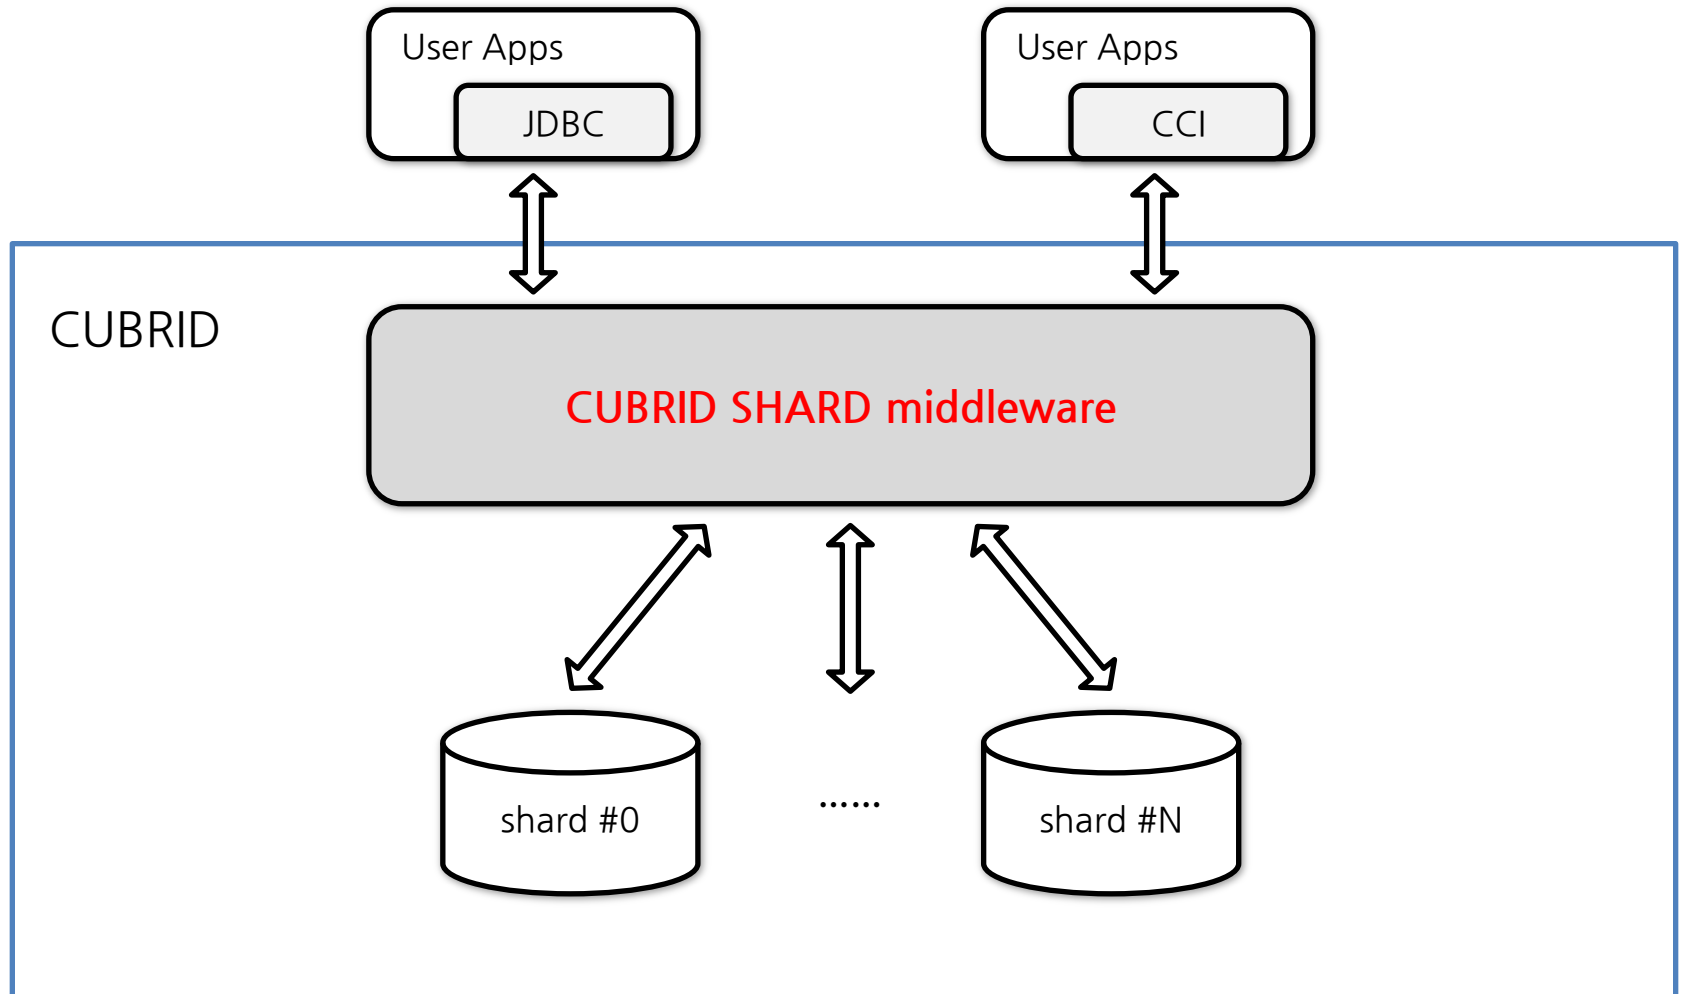 User Apps
JDBC
User Apps
CCI
CUBRID
CUBRID SHARD middleware
shard #0
......
shard #N